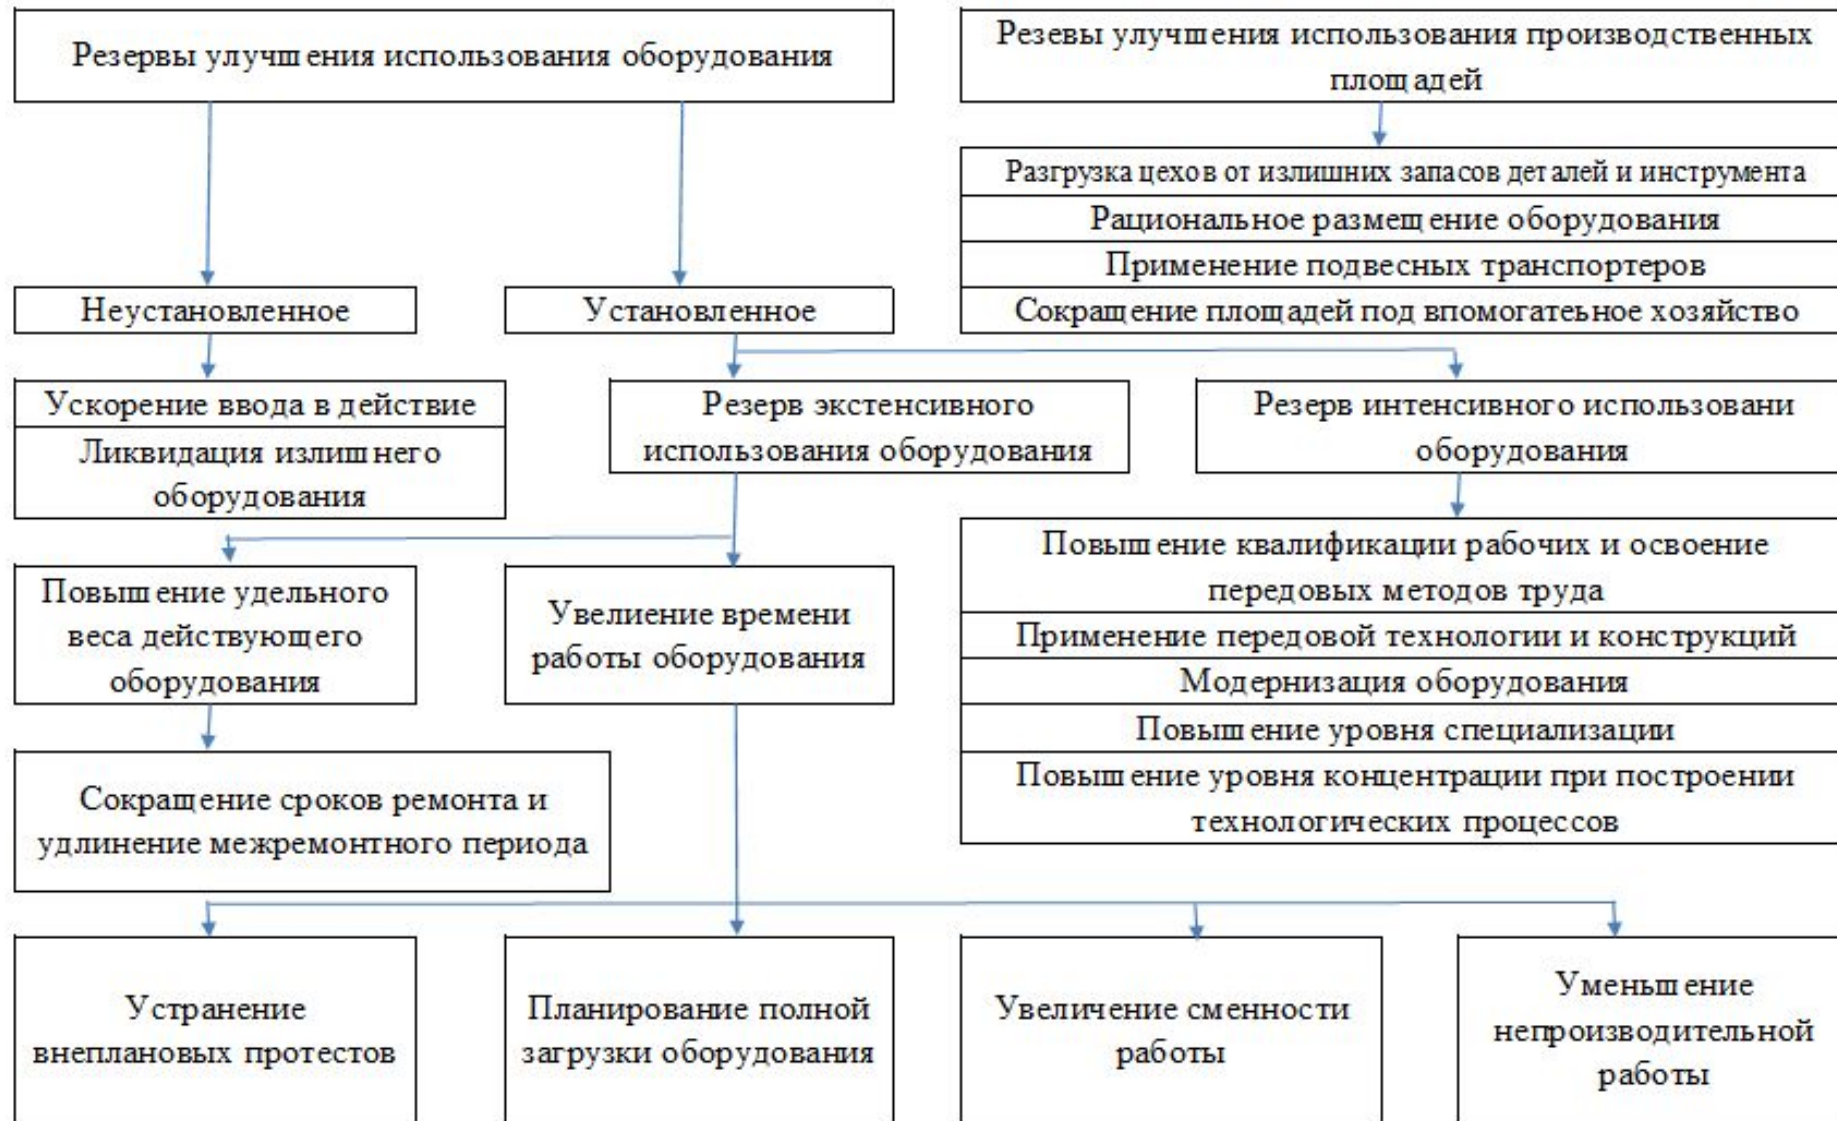 Резервы улучшения использования оборудования
Резевы улучшения использования производственных
площадей
Разгрузка цехов от излишних запасов деталей и инструмента
Рациональное размещение оборудования
Применение подвесных транспортеров
Сокращение площадей под впомогатеьное хозяйство
Неустановленное
Установленное
Ускорение ввода в действие
Ликвидация излишнего
оборудования
Резерв экстенсивного
использования оборудования
Резерв интенсивного использовани
оборудования
Повышение удельного
веса действующего
оборудования
Увелиение времени
работы оборудования
Повышение квалификации рабочих и освоение
передовых методов труда
Применение передовой технологии и конструкций
Модернизация оборудования
Повышение уровня специализации
Повышение уровня концентрации при построении
технологических процессов
Сокращение сроков ремонта и
удлинение межремонтного периода
Устранение
внеплановых протестов
Планирование полной
загрузки оборудования
Увеличение сменности
работы
Уменьшение
непроизводительной
работы